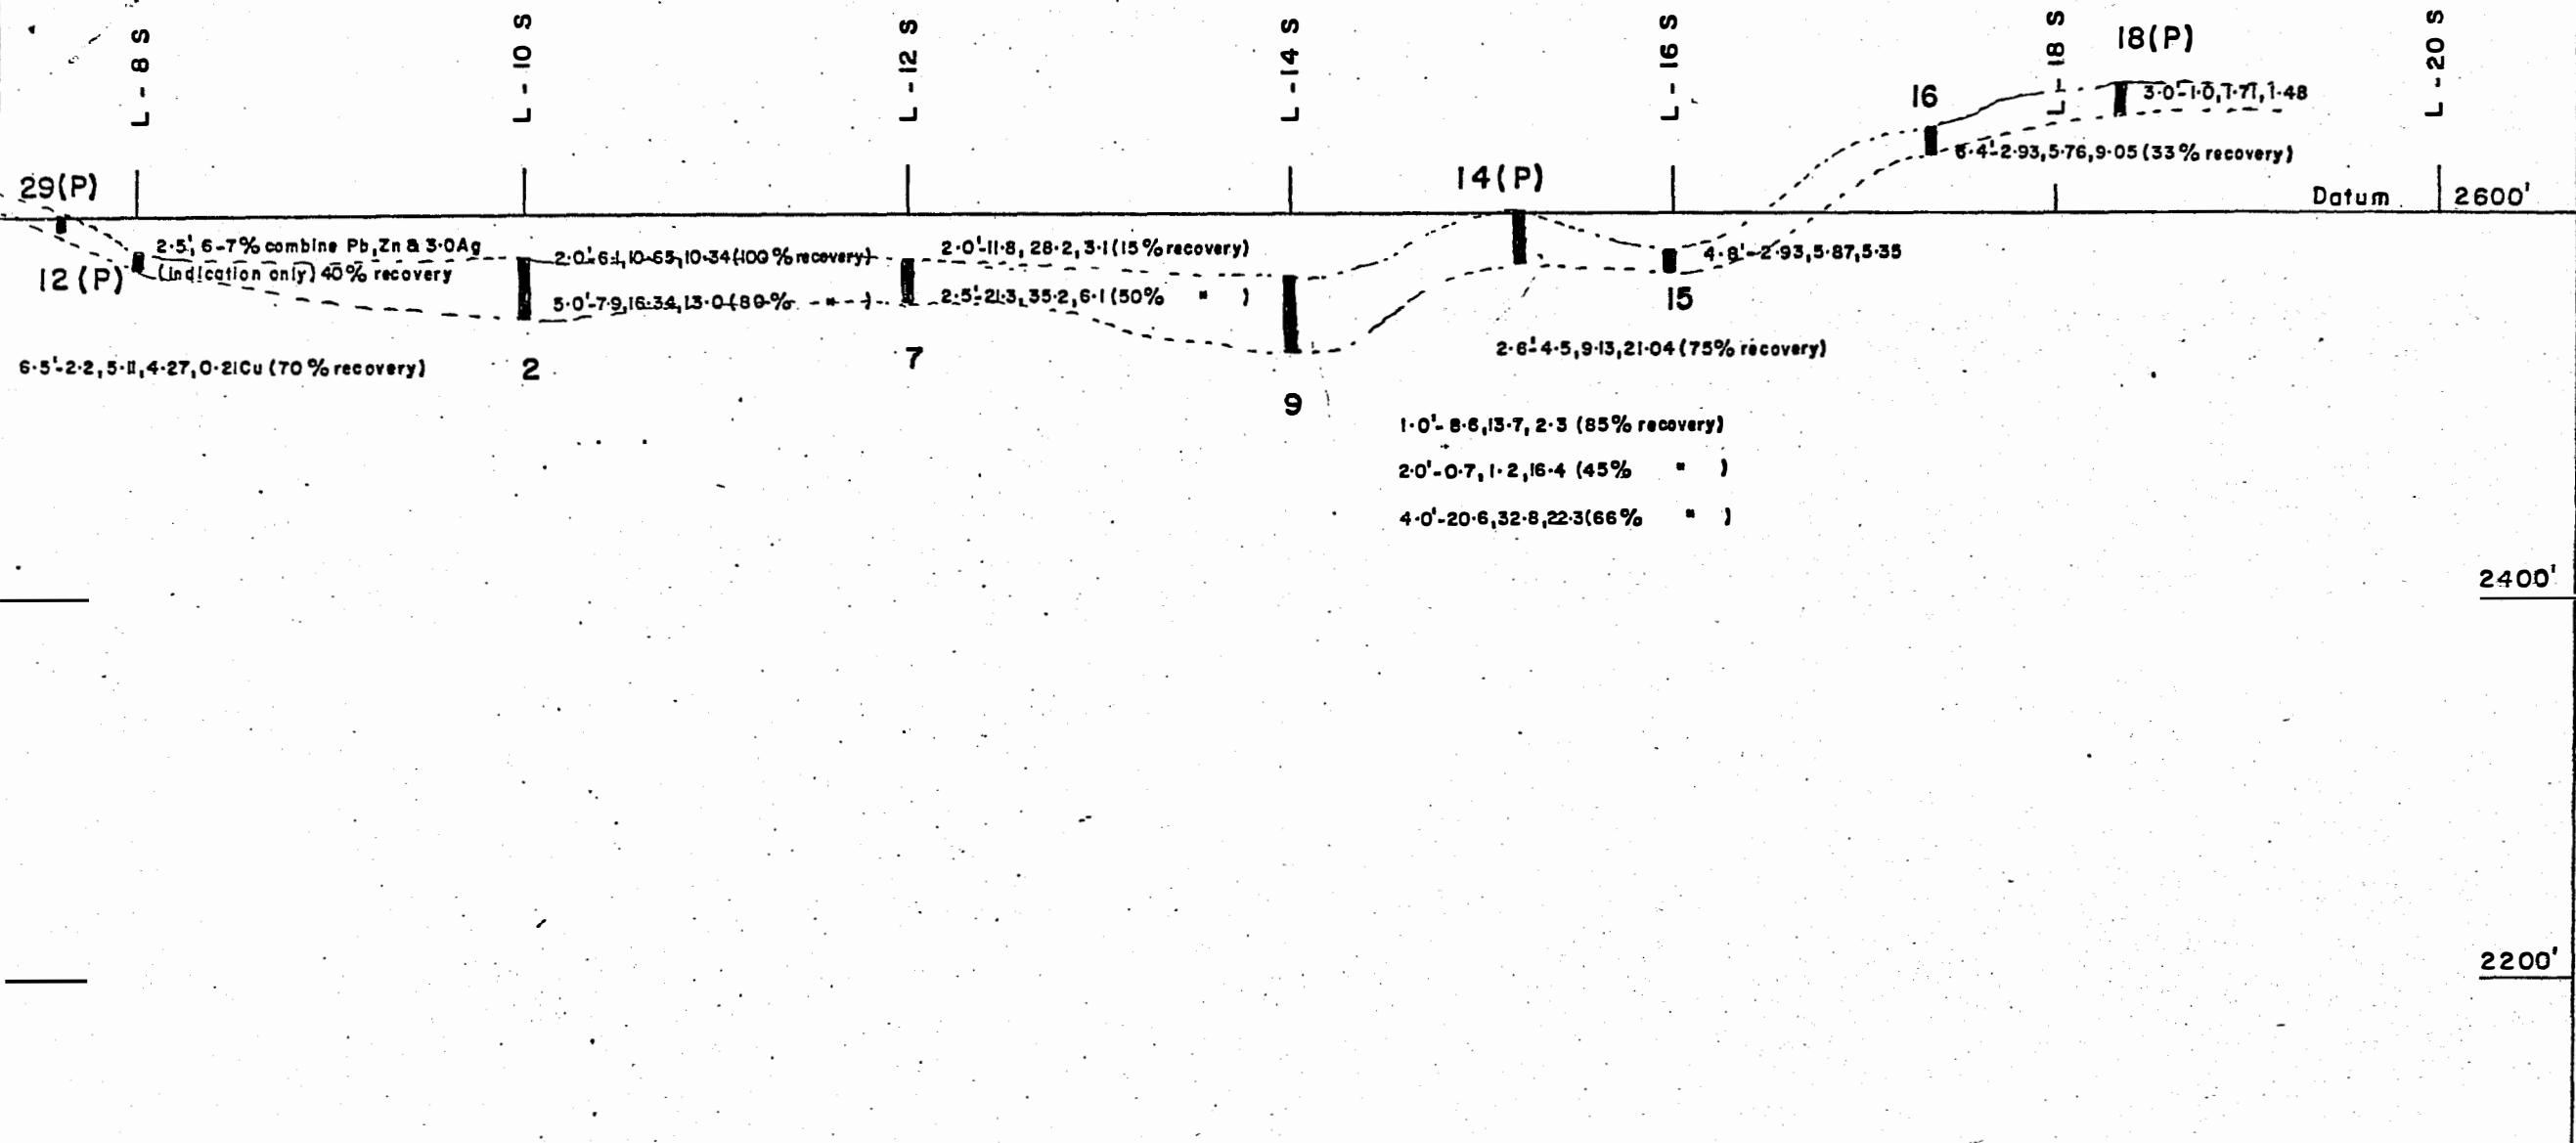 L - 8 S
L - 10 S
L - 12 S
L - 14 S
L - 16 S
L - 18 S
L - 20 S
18(P)
3.0'-1.0, 1.71, 1.48
16
6.4'-2.93, 5.76, 9.05 (33% recovery)
29(P)
14(P)
Datum 2600'
2.5', 6-7% combine Pb, Zn & 3.0Ag
(indication only) 40% recovery
12(P)
2.0'-6.1, 10.65, 10.34 (100% recovery)
5.0'-7.9, 16.34, 13.0 (80% " )
2.0'-11.8, 28.2, 3.1 (15% recovery)
2.5'-21.3, 35.2, 6.1 (50% " )
4.8'-2.93, 5.87, 5.35
15
6.5'-2.2, 5.11, 4.27, 0.21Cu (70% recovery)
2
7
9
2.6'-4.5, 9.13, 21.04 (75% recovery)
1.0'-8.6, 13.7, 2.3 (85% recovery)
2.0'-0.7, 1.2, 16.4 (45% " )
4.0'-20.6, 32.8, 22.3 (66% " )
2400'
2200'